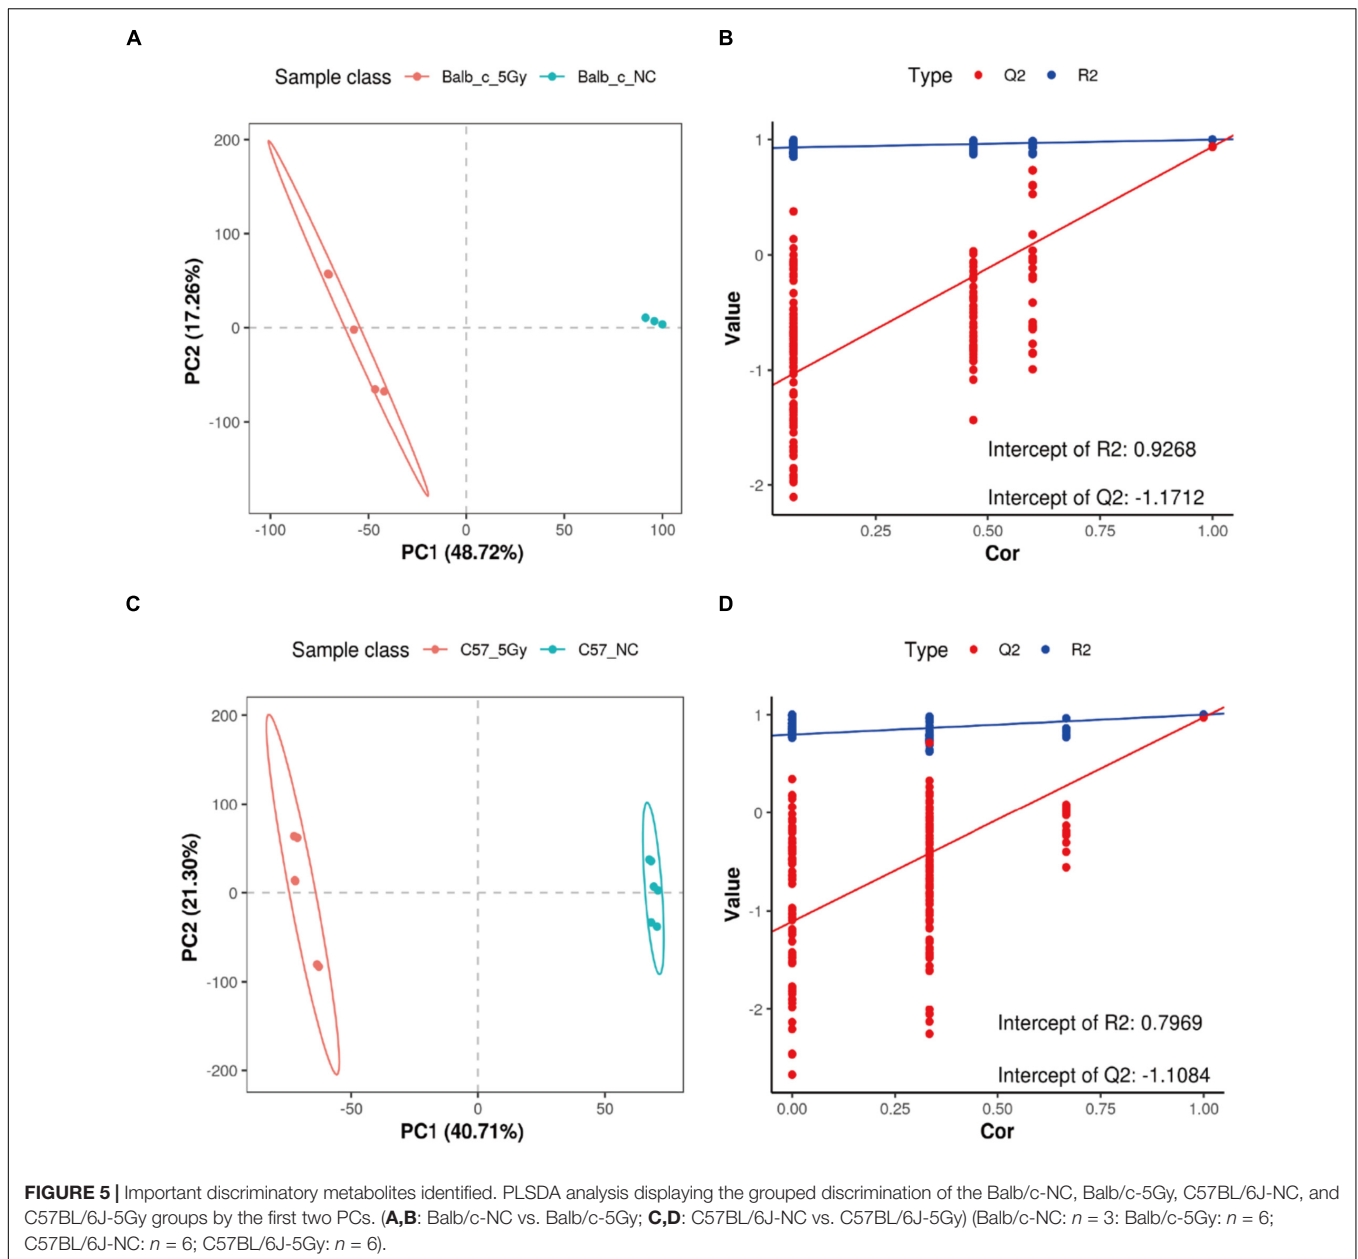 A
Sample class Balb_c_5Gy Balb_c_NC
200
100
0
-100
PC2 (17.26%)
-100 -50 0 50 100
PC1 (48.72%)
B
Type Q2 R2
1
0
-1
-2
Value
Intercept of R2: 0.9268
Intercept of Q2: -1.1712
0.25 0.50 0.75 1.00
Cor
C
Sample class C57_5Gy C57_NC
200
100
0
-100
-200
PC2 (21.30%)
-50 0 50
PC1 (40.71%)
D
Type Q2 R2
1
0
-1
-2
Value
Intercept of R2: 0.7969
Intercept of Q2: -1.1084
0.00 0.25 0.50 0.75 1.00
Cor
FIGURE 5 | Important discriminatory metabolites identified. PLSDA analysis displaying the grouped discrimination of the Balb/c-NC, Balb/c-5Gy, C57BL/6J-NC, and
C57BL/6J-5Gy groups by the first two PCs. (A,B: Balb/c-NC vs. Balb/c-5Gy; C,D: C57BL/6J-NC vs. C57BL/6J-5Gy) (Balb/c-NC: n = 3: Balb/c-5Gy: n = 6;
C57BL/6J-NC: n = 6; C57BL/6J-5Gy: n = 6).